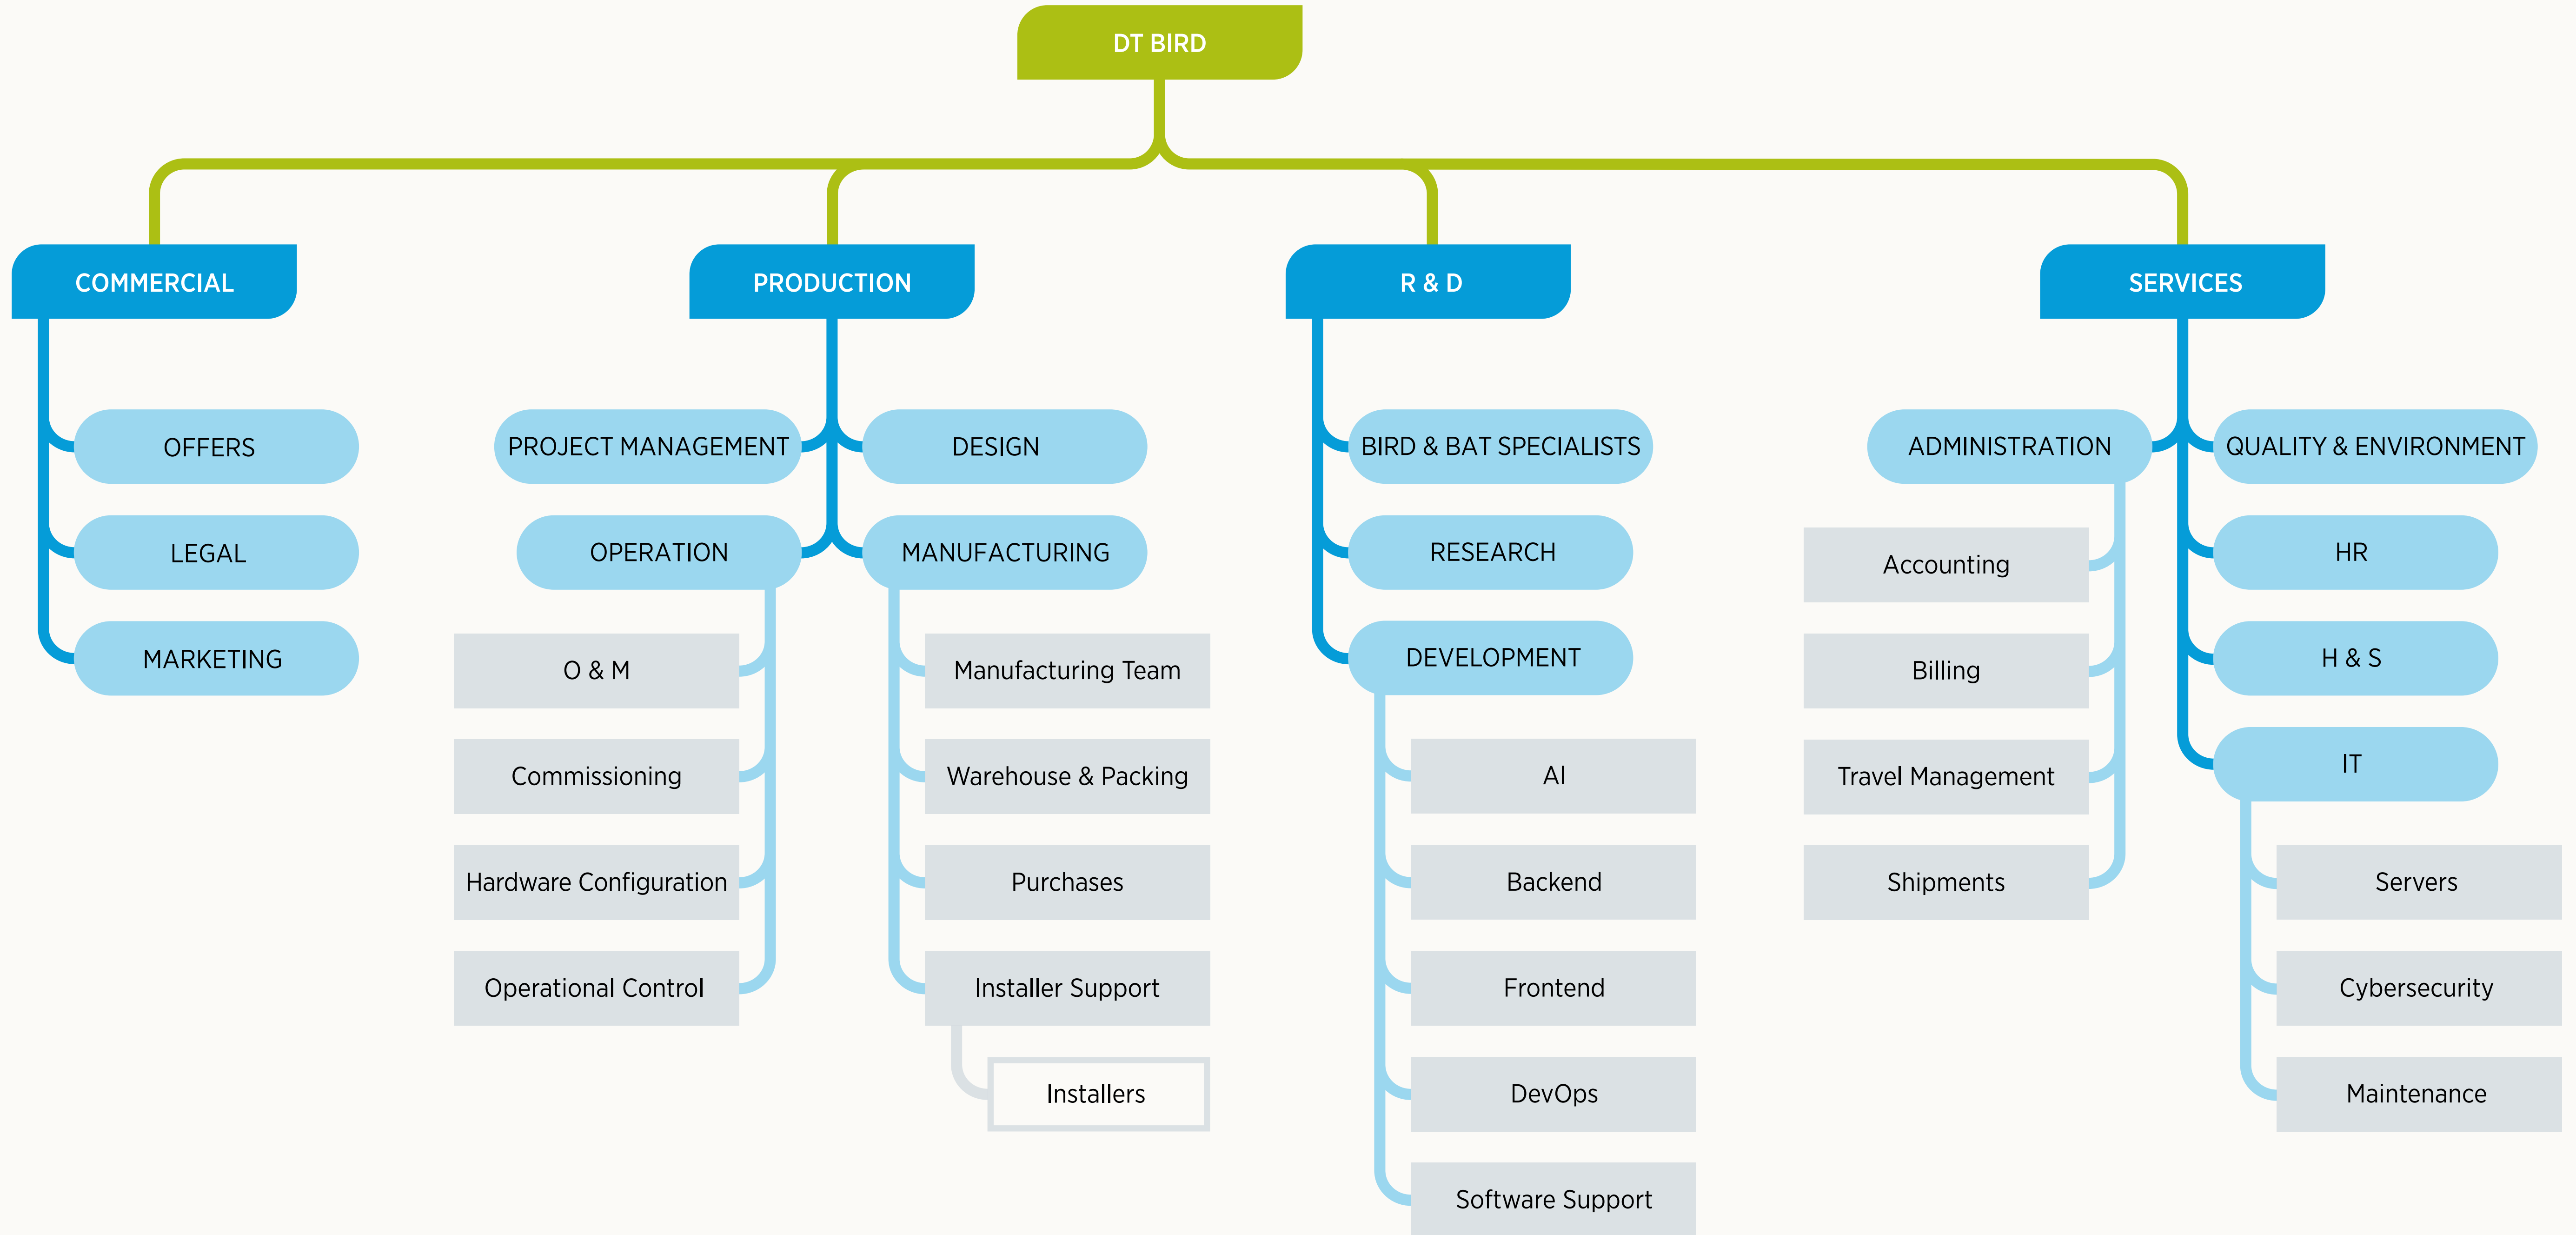 DT BIRD
COMMERCIAL
OFFERS
LEGAL
MARKETING
PRODUCTION
PROJECT MANAGEMENT
OPERATION
O & M
Commissioning
Hardware Configuration
Operational Control
DESIGN
MANUFACTURING
Manufacturing Team
Warehouse & Packing
Purchases
Installer Support
Installers
R & D
BIRD & BAT SPECIALISTS
RESEARCH
DEVELOPMENT
AI
Backend
Frontend
DevOps
Software Support
SERVICES
ADMINISTRATION
Accounting
Billing
Travel Management
Shipments
QUALITY & ENVIRONMENT
HR
H & S
IT
Servers
Cybersecurity
Maintenance